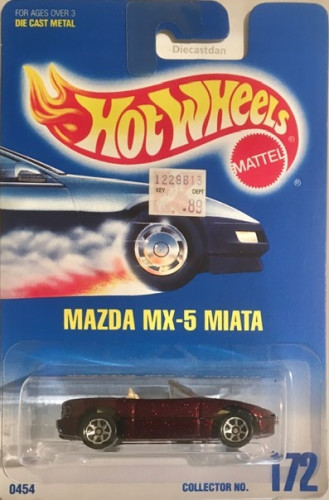 FOR AGES OVER 3
DIE CAST METAL
Diecastdan
Hot Wheels
®
MATTEL
®
1228813
KEY DEPT
.89
MAZDA MX-5 MIATA
0454
COLLECTOR NO.
172